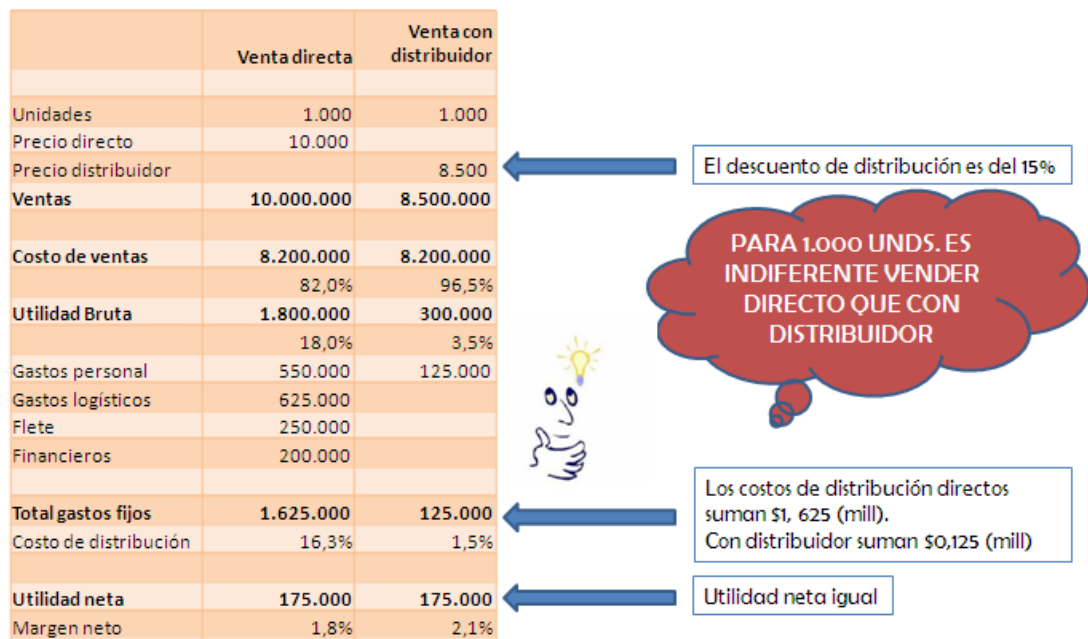 Venta directa Venta con distribuidor
Unidades 1.000 1.000
Precio directo 10.000
Precio distribuidor 8.500
Ventas 10.000.000 8.500.000
Costo de ventas 8.200.000 8.200.000
82,0% 96,5%
Utilidad Bruta 1.800.000 300.000
18,0% 3,5%
Gastos personal 550.000 125.000
Gastos logísticos 625.000
Flete 250.000
Financieros 200.000
Total gastos fijos 1.625.000 125.000
Costo de distribución 16,3% 1,5%
Utilidad neta 175.000 175.000
Margen neto 1,8% 2,1%
El descuento de distribución es del 15%
PARA 1.000 UNDS. ES
INDIFERENTE VENDER
DIRECTO QUE CON
DISTRIBUIDOR
Los costos de distribución directos
suman $1, 625 (mill).
Con distribuidor suman $0,125 (mill)
Utilidad neta igual